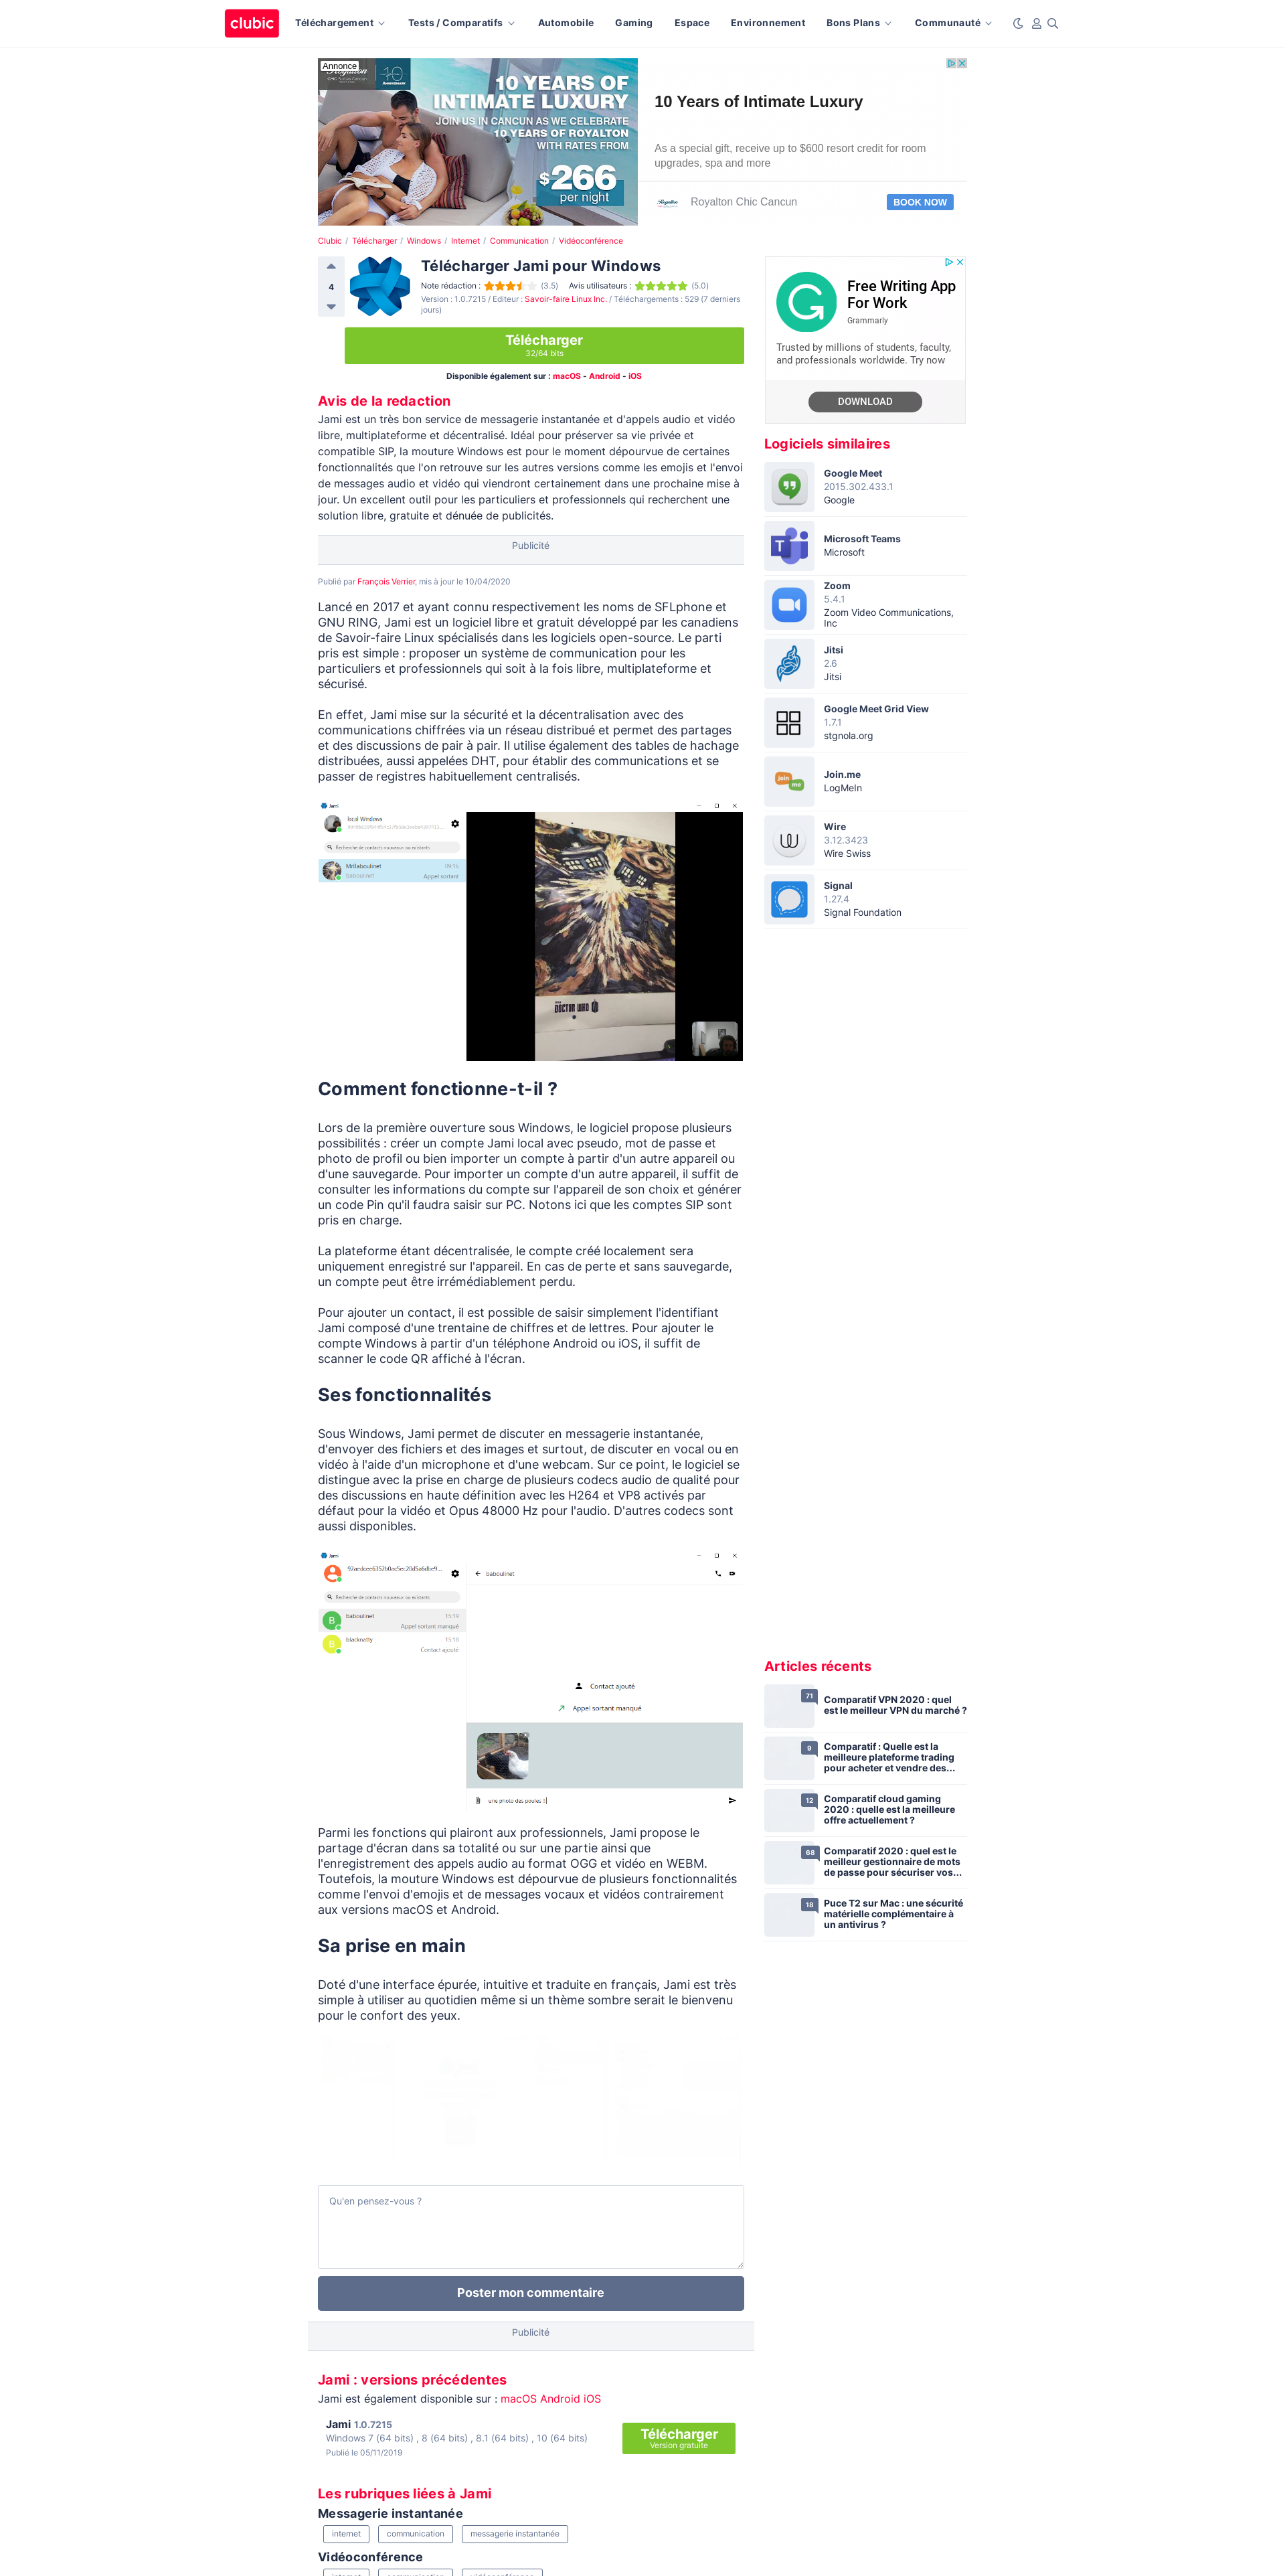 clubic
Téléchargement
Tests / Comparatifs
Automobile
Gaming
Espace
Environnement
Bons Plans
Communauté
Annonce
10 YEARS OF
INTIMATE LUXURY
JOIN US IN CANCUN AS WE CELEBRATE
10 YEARS OF ROYALTON
WITH RATES FROM
$266
per night
10 Years of Intimate Luxury
As a special gift, receive up to $600 resort credit for room
upgrades, spa and more
Royalton Chic Cancun
BOOK NOW
Clubic / Télécharger / Windows / Internet / Communication / Vidéoconférence
4
Télécharger Jami pour Windows
Note rédaction : (3.5) Avis utilisateurs : (5.0)
Version : 1.0.7215 / Editeur : Savoir-faire Linux Inc. / Téléchargements : 529 (7 derniers
jours)
Télécharger
32/64 bits
Disponible également sur : macOS - Android - iOS
Avis de la redaction
Jami est un très bon service de messagerie instantanée et d'appels audio et vidéo
libre, multiplateforme et décentralisé. Idéal pour préserver sa vie privée et
compatible SIP, la mouture Windows est pour le moment dépourvue de certaines
fonctionnalités que l'on retrouve sur les autres versions comme les emojis et l'envoi
de messages audio et vidéo qui viendront certainement dans une prochaine mise à
jour. Un excellent outil pour les particuliers et professionnels qui recherchent une
solution libre, gratuite et dénuée de publicités.
Publicité
Publié par François Verrier, mis à jour le 10/04/2020
Lancé en 2017 et ayant connu respectivement les noms de SFLphone et
GNU RING, Jami est un logiciel libre et gratuit développé par les canadiens
de Savoir-faire Linux spécialisés dans les logiciels open-source. Le parti
pris est simple : proposer un système de communication pour les
particuliers et professionnels qui soit à la fois libre, multiplateforme et
sécurisé.
En effet, Jami mise sur la sécurité et la décentralisation avec des
communications chiffrées via un réseau distribué et permet des partages
et des discussions de pair à pair. Il utilise également des tables de hachage
distribuées, aussi appelées DHT, pour établir des communications et se
passer de registres habituellement centralisés.
Jami
local Windows
Recherche de contacts nouveaux ou existants
Mrlabouinet
09:16
baboulinet
Appel sortant
DOCTOR WHO
Comment fonctionne-t-il ?
Lors de la première ouverture sous Windows, le logiciel propose plusieurs
possibilités : créer un compte Jami local avec pseudo, mot de passe et
photo de profil ou bien importer un compte à partir d'un autre appareil ou
d'une sauvegarde. Pour importer un compte d'un autre appareil, il suffit de
consulter les informations du compte sur l'appareil de son choix et générer
un code Pin qu'il faudra saisir sur PC. Notons ici que les comptes SIP sont
pris en charge.
La plateforme étant décentralisée, le compte créé localement sera
uniquement enregistré sur l'appareil. En cas de perte et sans sauvegarde,
un compte peut être irrémédiablement perdu.
Pour ajouter un contact, il est possible de saisir simplement l'identifiant
Jami composé d'une trentaine de chiffres et de lettres. Pour ajouter le
compte Windows à partir d'un téléphone Android ou iOS, il suffit de
scanner le code QR affiché à l'écran.
Ses fonctionnalités
Sous Windows, Jami permet de discuter en messagerie instantanée,
d'envoyer des fichiers et des images et surtout, de discuter en vocal ou en
vidéo à l'aide d'un microphone et d'une webcam. Sur ce point, le logiciel se
distingue avec la prise en charge de plusieurs codecs audio de qualité pour
des discussions en haute définition avec les H264 et VP8 activés par
défaut pour la vidéo et Opus 48000 Hz pour l'audio. D'autres codecs sont
aussi disponibles.
Jami
Recherche de contacts nouveaux ou existants
B baboulinet 15:19
Appel sortant manqué
B blacknally 15:18
Contact ajouté
baboulinet
Contact ajouté
Appel sortant manqué
une photo des poules !
Parmi les fonctions qui plairont aux professionnels, Jami propose le
partage d'écran dans sa totalité ou sur une partie ainsi que
l'enregistrement des appels audio au format OGG et vidéo en WEBM.
Toutefois, la mouture Windows est dépourvue de plusieurs fonctionnalités
comme l'envoi d'emojis et de messages vocaux et vidéos contrairement
aux versions macOS et Android.
Sa prise en main
Doté d'une interface épurée, intuitive et traduite en français, Jami est très
simple à utiliser au quotidien même si un thème sombre serait le bienvenu
pour le confort des yeux.
Qu'en pensez-vous ?
Poster mon commentaire
Publicité
Jami : versions précédentes
Jami est également disponible sur : macOS Android iOS
Jami 1.0.7215
Windows 7 (64 bits) , 8 (64 bits) , 8.1 (64 bits) , 10 (64 bits)
Publié le 05/11/2019
Télécharger
Version gratuite
Les rubriques liées à Jami
Messagerie instantanée
internet
communication
messagerie instantanée
Vidéoconférence
Free Writing App
For Work
Grammarly
Trusted by millions of students, faculty,
and professionals worldwide. Try now
DOWNLOAD
Logiciels similaires
Google Meet
2015.302.433.1
Google
Microsoft Teams
Microsoft
Zoom
5.4.1
Zoom Video Communications,
Inc
Jitsi
2.6
Jitsi
Google Meet Grid View
1.7.1
stgnola.org
join
me
Join.me
LogMeIn
Wire
3.12.3423
Wire Swiss
Signal
1.27.4
Signal Foundation
Articles récents
71
Comparatif VPN 2020 : quel
est le meilleur VPN du marché ?
9
Comparatif : Quelle est la
meilleure plateforme trading
pour acheter et vendre des...
12
Comparatif cloud gaming
2020 : quelle est la meilleure
offre actuellement ?
68
Comparatif 2020 : quel est le
meilleur gestionnaire de mots
de passe pour sécuriser vos...
18
Puce T2 sur Mac : une sécurité
matérielle complémentaire à
un antivirus ?